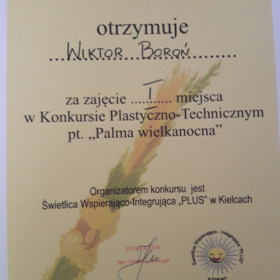 otrzymuje
WIKTOR BOROŃ
za zajęcie I miejsca
w Konkursie Plastyczno-Technicznym
pt. „Palma wielkanocna”
Organizatorem konkursu jest
Świetlica Wspierająco-Integrująca „PLUS” w Kielcach